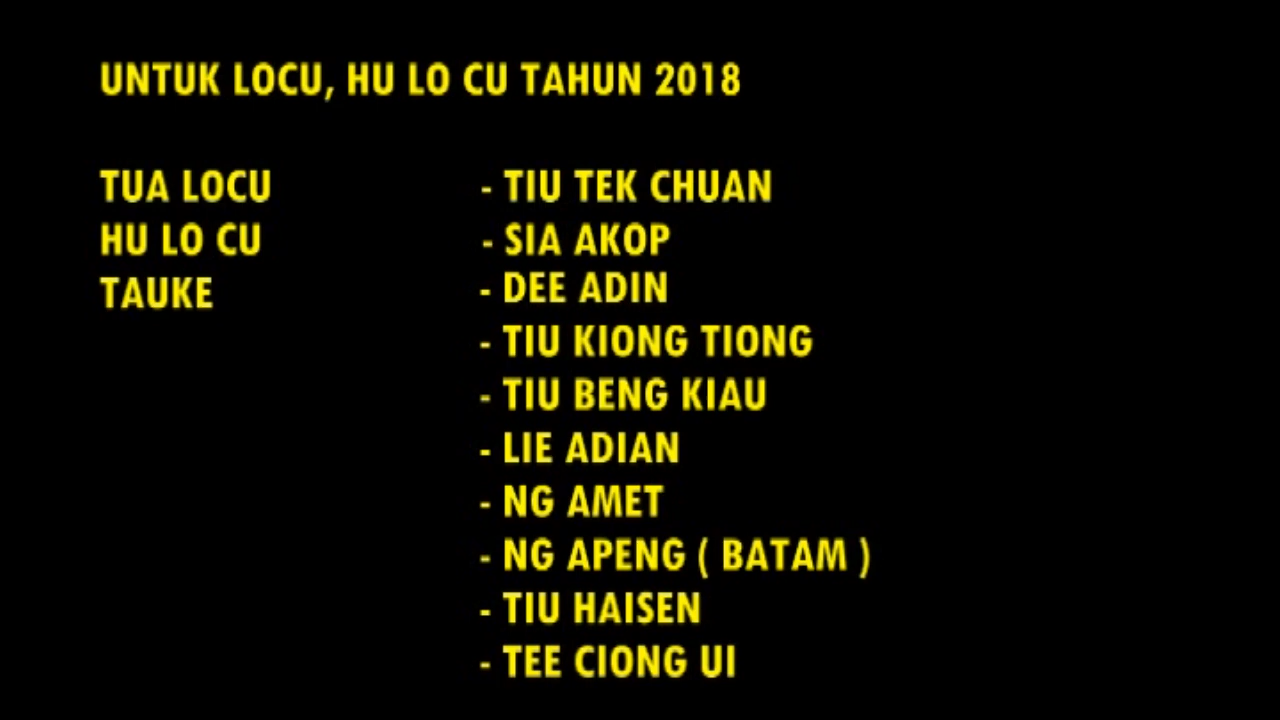 UNTUK LOCU, HU LO CU TAHUN 2018
TUA LOCU - TIU TEK CHUAN
HU LO CU - SIA AKOP
TAUKE - DEE ADIN
- TIU KIONG TIONG
- TIU BENG KIAU
- LIE ADIAN
- NG AMET
- NG APENG ( BATAM )
- TIU HAISEN
- TEE CIONG UI